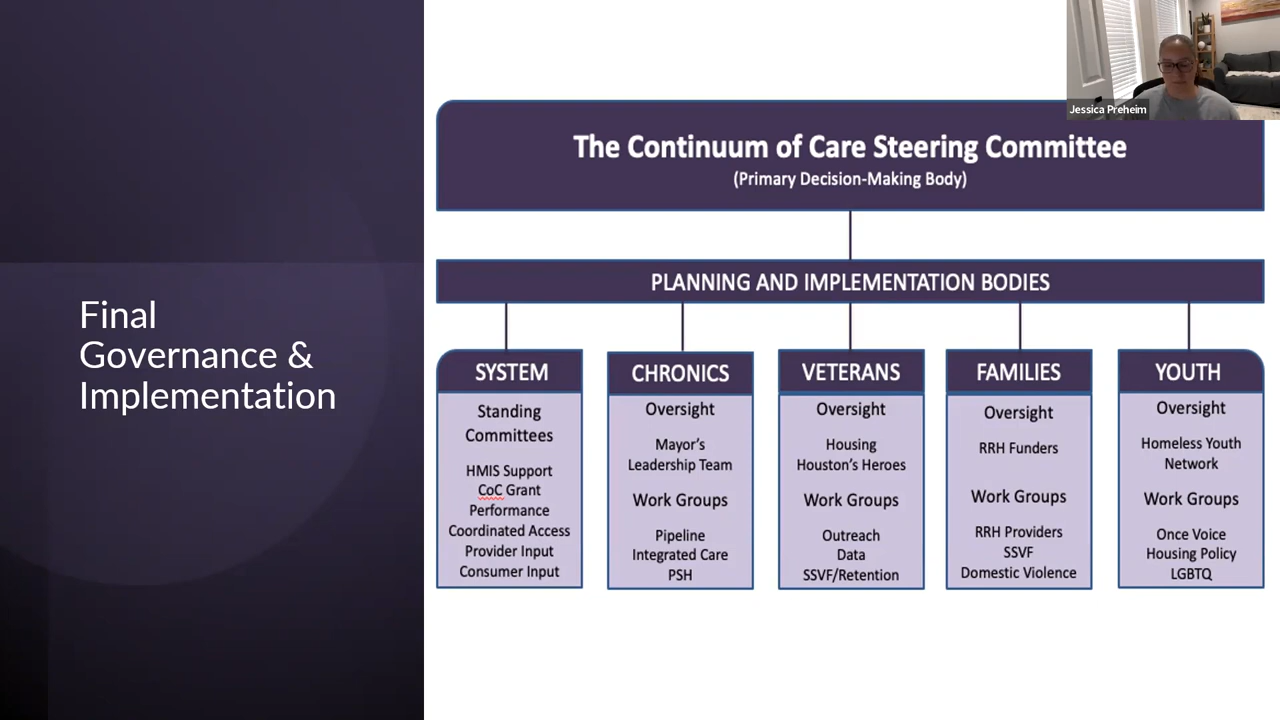 Final
Governance &
Implementation
Jessica Preheim
The Continuum of Care Steering Committee
(Primary Decision-Making Body)
PLANNING AND IMPLEMENTATION BODIES
SYSTEM
Standing
Committees
HMIS Support
CoC Grant
Performance
Coordinated Access
Provider Input
Consumer Input
CHRONICS
Oversight
Mayor's
Leadership Team
Work Groups
Pipeline
Integrated Care
PSH
VETERANS
Oversight
Housing
Houston's Heroes
Work Groups
Outreach
Data
SSVF/Retention
FAMILIES
Oversight
RRH Funders
Work Groups
RRH Providers
SSVF
Domestic Violence
YOUTH
Oversight
Homeless Youth
Network
Work Groups
Once Voice
Housing Policy
LGBTQ